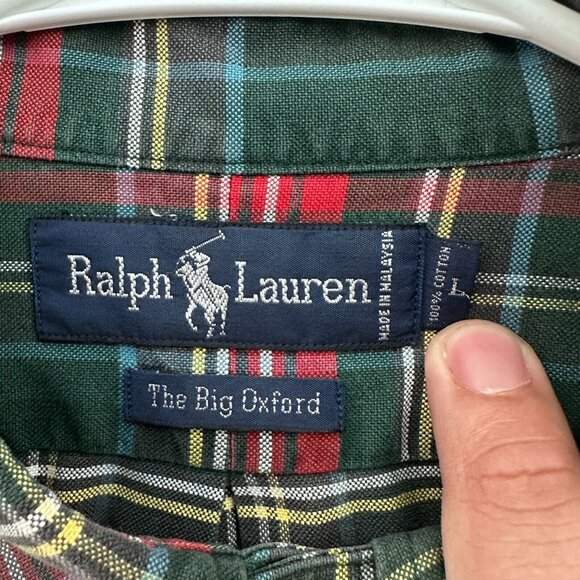 Ralph Lauren
MADE IN MALAYSIA
100% COTTON
L
The Big Oxford